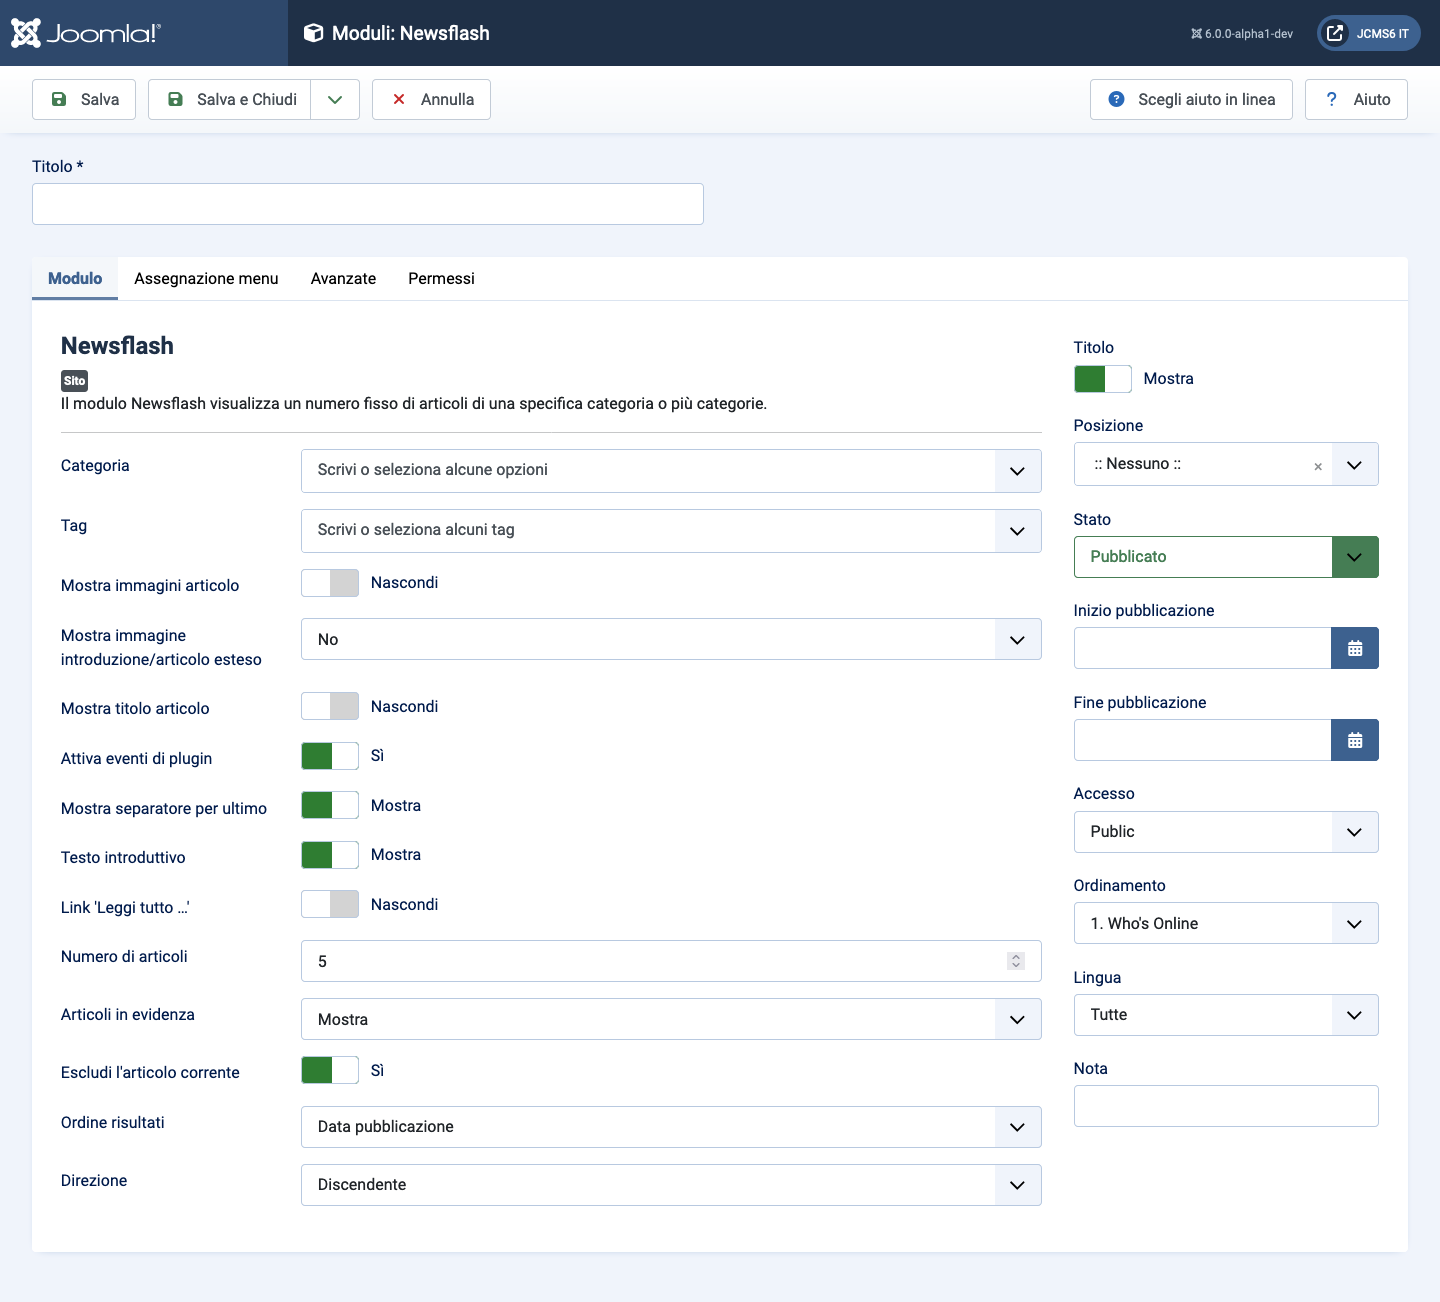 Joomla!®
Moduli: Newsflash
6.0.0-alpha1-dev
JCMS6 IT
Salva
Salva e Chiudi
Annulla
Scegli aiuto in linea
? Aiuto
Titolo *
Modulo
Assegnazione menu
Avanzate
Permessi
Newsflash
Sito
Il modulo Newsflash visualizza un numero fisso di articoli di una specifica categoria o più categorie.
Categoria
Scrivi o seleziona alcune opzioni
Tag
Scrivi o seleziona alcuni tag
Mostra immagini articolo
Nascondi
Mostra immagine
introduzione/articolo esteso
No
Mostra titolo articolo
Nascondi
Attiva eventi di plugin
Sì
Mostra separatore per ultimo
Mostra
Testo introduttivo
Mostra
Link 'Leggi tutto ...'
Nascondi
Numero di articoli
5
Articoli in evidenza
Mostra
Escludi l'articolo corrente
Sì
Ordine risultati
Data pubblicazione
Direzione
Discendente
Titolo
Mostra
Posizione
:: Nessuno ::
×
Stato
Pubblicato
Inizio pubblicazione
Fine pubblicazione
Accesso
Public
Ordinamento
1. Who's Online
Lingua
Tutte
Nota